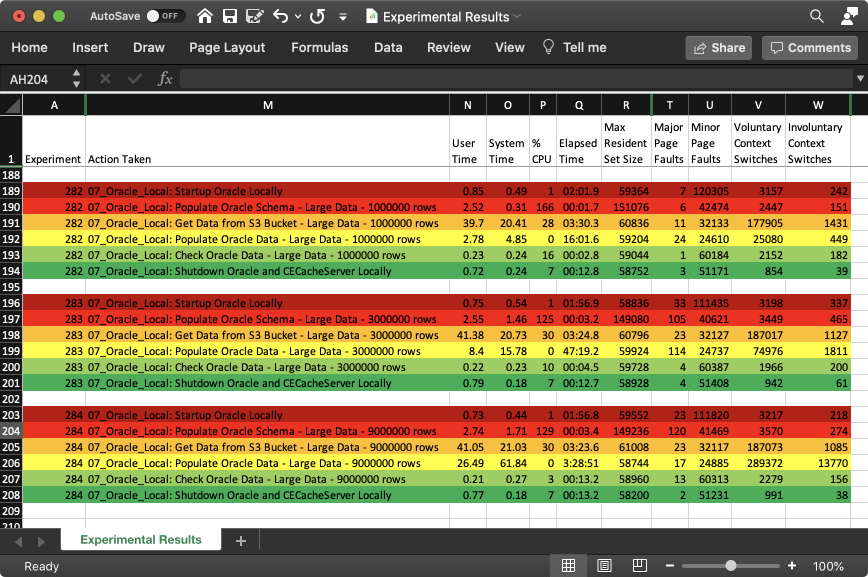 AutoSave OFF Experimental Results
Home Insert Draw Page Layout Formulas Data Review View Tell me Share Comments
AH204 fx
A M N O P Q R T U V W
1 Experiment Action Taken User Time System Time % CPU Elapsed Time Max Resident Set Size Major Page Faults Minor Page Faults Voluntary Context Switches Involuntary Context Switches
188
189 282 07_Oracle_Local: Startup Oracle Locally 0.85 0.49 1 02:01.9 59364 7 120305 3157 242
190 282 07_Oracle_Local: Populate Oracle Schema - Large Data - 1000000 rows 2.52 0.31 166 00:01.7 151076 6 42474 2447 151
191 282 07_Oracle_Local: Get Data from S3 Bucket - Large Data - 1000000 rows 39.7 20.41 28 03:30.3 60836 11 32133 177905 1431
192 282 07_Oracle_Local: Populate Oracle Data - Large Data - 1000000 rows 2.78 4.85 0 16:01.6 59204 24 24610 25080 449
193 282 07_Oracle_Local: Check Oracle Data - Large Data - 1000000 rows 0.23 0.24 16 00:02.8 59044 1 60184 2152 182
194 282 07_Oracle_Local: Shutdown Oracle and CECacheServer Locally 0.72 0.24 7 00:12.8 58752 3 51171 854 39
195
196 283 07_Oracle_Local: Startup Oracle Locally 0.75 0.54 1 01:56.9 58836 33 111435 3198 337
197 283 07_Oracle_Local: Populate Oracle Schema - Large Data - 3000000 rows 2.55 1.46 125 00:03.2 149080 105 40621 3449 465
198 283 07_Oracle_Local: Get Data from S3 Bucket - Large Data - 3000000 rows 41.38 20.73 30 03:24.8 60796 23 32127 187017 1127
199 283 07_Oracle_Local: Populate Oracle Data - Large Data - 3000000 rows 8.4 15.78 0 47:19.2 59924 114 24737 74976 1811
200 283 07_Oracle_Local: Check Oracle Data - Large Data - 3000000 rows 0.22 0.23 10 00:04.5 59728 4 60387 1966 200
201 283 07_Oracle_Local: Shutdown Oracle and CECacheServer Locally 0.79 0.18 7 00:12.7 58928 4 51408 942 61
202
203 284 07_Oracle_Local: Startup Oracle Locally 0.73 0.44 1 01:56.8 59552 23 111820 3217 218
204 284 07_Oracle_Local: Populate Oracle Schema - Large Data - 9000000 rows 2.74 1.71 129 00:03.4 149236 120 41469 3570 274
205 284 07_Oracle_Local: Get Data from S3 Bucket - Large Data - 9000000 rows 41.05 21.03 30 03:23.6 61008 23 32117 187073 1085
206 284 07_Oracle_Local: Populate Oracle Data - Large Data - 9000000 rows 26.49 61.84 0 3:28:51 58744 17 24885 289372 13770
207 284 07_Oracle_Local: Check Oracle Data - Large Data - 9000000 rows 0.21 0.27 3 00:13.2 58960 13 60313 2279 156
208 284 07_Oracle_Local: Shutdown Oracle and CECacheServer Locally 0.77 0.18 7 00:13.2 58200 2 51231 991 38
209
210
Experimental Results +
Ready 100%